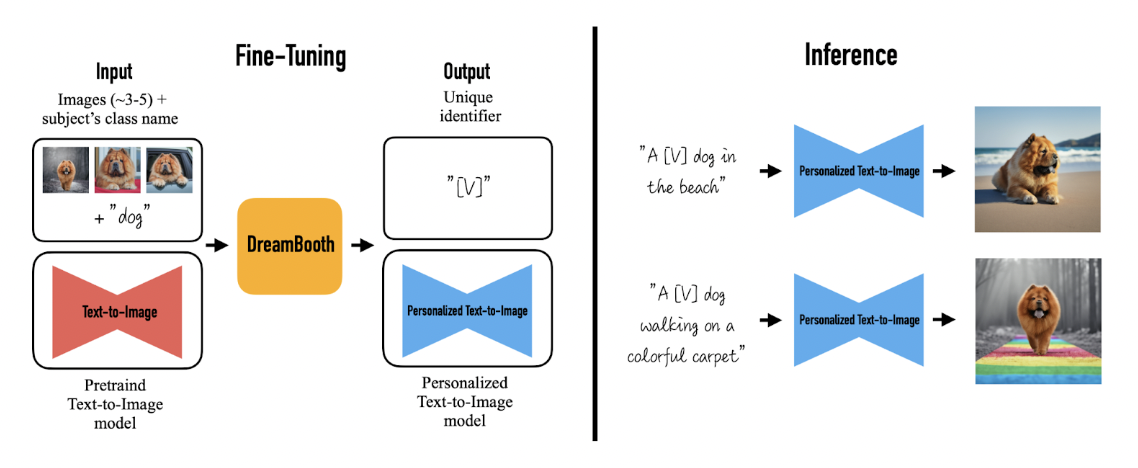 Fine-Tuning
Input
Images (~3-5) +
subject's class name
+ "dog"
Text-to-Image
Pretraind
Text-to-Image
model
DreamBooth
Output
Unique
identifier
"[V]"
Personalized Text-to-Image
Personalized
Text-to-Image
model
Inference
"A [V] dog in
the beach"
Personalized Text-to-Image
"A [V] dog
walking on a
colorful carpet"
Personalized Text-to-Image